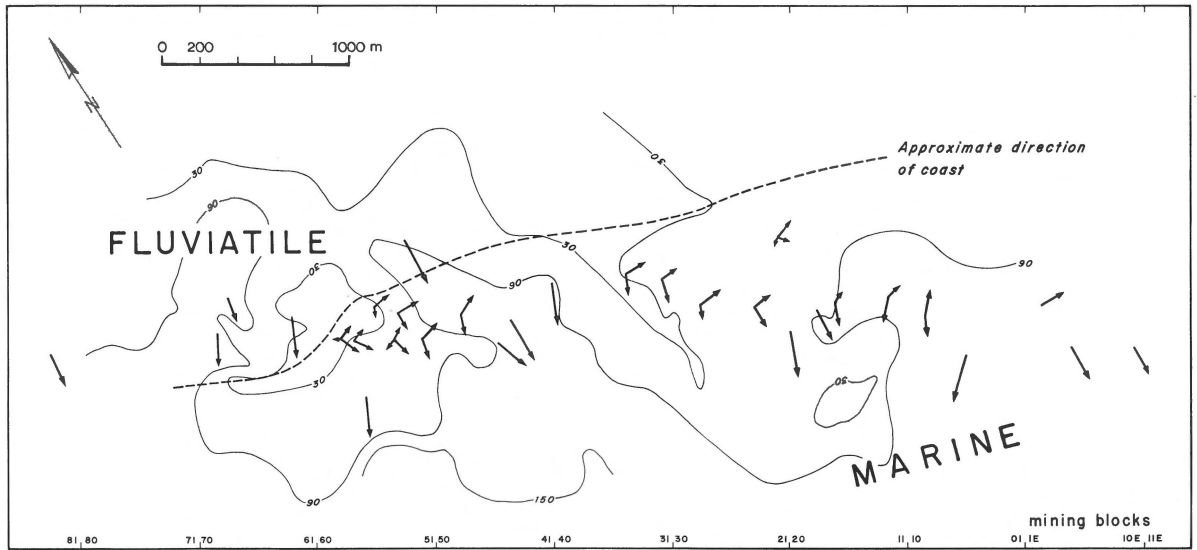 0 200 1000 m
N
Approximate direction
of coast
30
30
90
FLUVIATILE
30
30
90
90
30
30
90
150
MARINE
mining blocks
81,80 71,70 61,60 51,50 41,40 31,30 21,20 11,10 01,1E 10E,11E